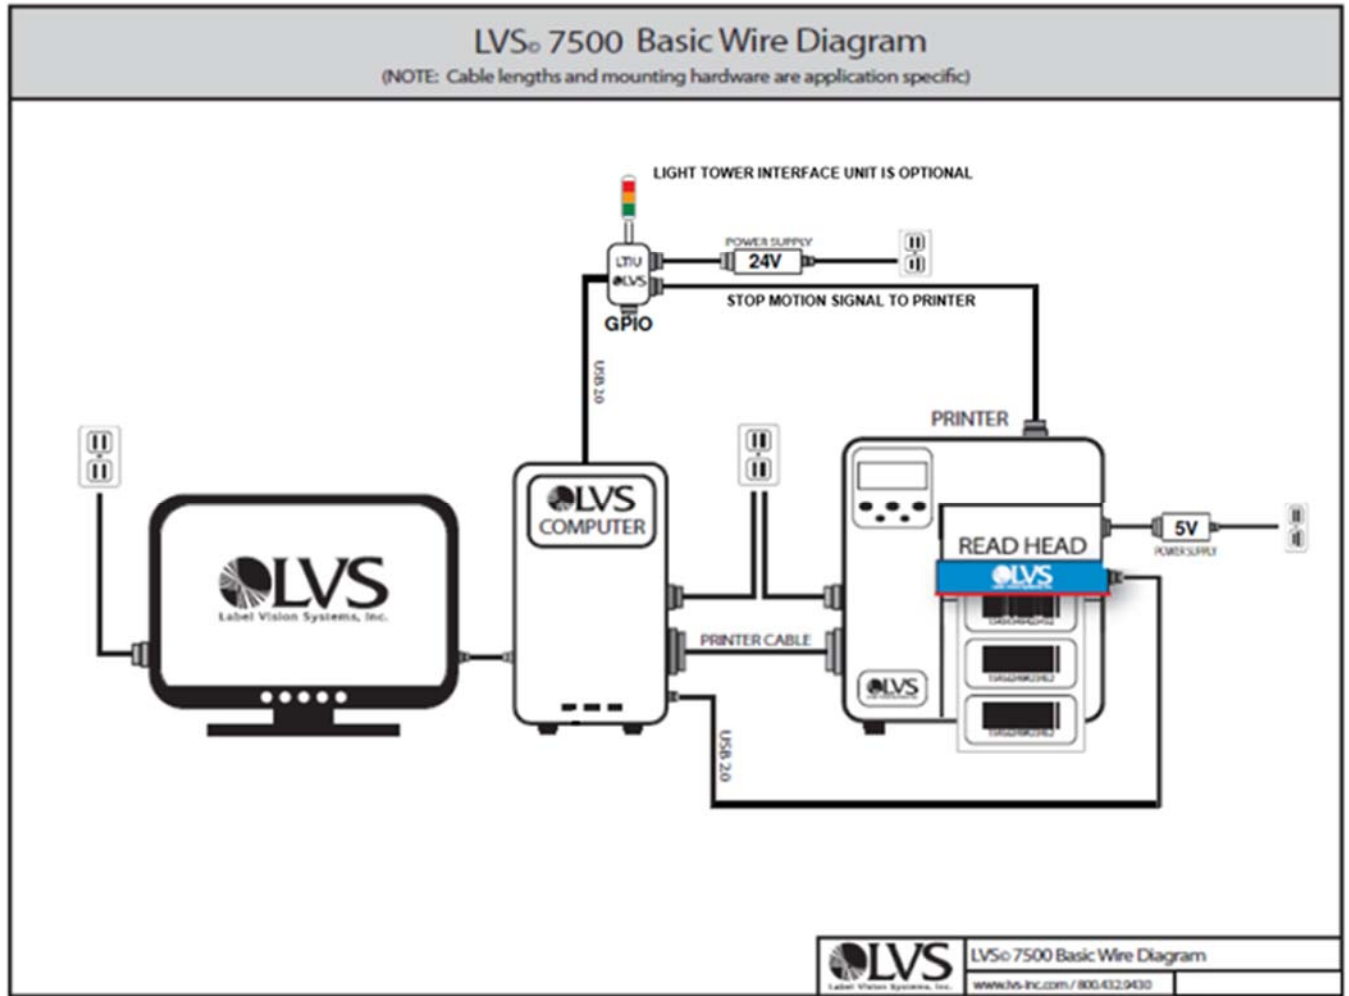 LVS© 7500 Basic Wire Diagram
(NOTE: Cable lengths and mounting hardware are application specific)
LIGHT TOWER INTERFACE UNIT IS OPTIONAL
POWER SUPPLY
24V
LTIU
LVS
STOP MOTION SIGNAL TO PRINTER
GPIO
USB 2.0
PRINTER
LVS
COMPUTER
READ HEAD
5V
POWER SUPPLY
LVS
LVS
Label Vision Systems, Inc.
PRINTER CABLE
LVS
USB 2.0
LVS
Label Vision Systems, Inc.
LVS© 7500 Basic Wire Diagram
www.lvs-inc.com / 800.432.9430